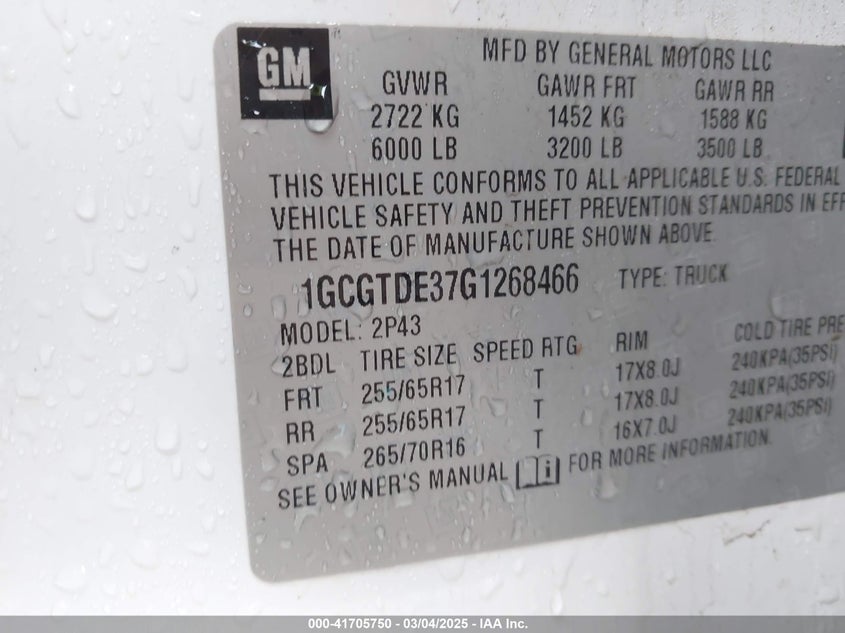 GM
MFD BY GENERAL MOTORS LLC
GVWR GAWR FRT GAWR RR
2722 KG 1452 KG 1588 KG
6000 LB 3200 LB 3500 LB
THIS VEHICLE CONFORMS TO ALL APPLICABLE U.S. FEDERAL
VEHICLE SAFETY AND THEFT PREVENTION STANDARDS IN EFF
THE DATE OF MANUFACTURE SHOWN ABOVE.
1GCGTDE37G1268466 TYPE: TRUCK
MODEL: 2P43
2BDL TIRE SIZE SPEED RTG RIM COLD TIRE PRE
FRT 255/65R17 T 17X8.0J 240KPA(35PSI)
RR 255/65R17 T 17X8.0J 240KPA(35PSI)
SPA 265/70R16 T 16X7.0J 240KPA(35PSI)
SEE OWNER'S MANUAL i FOR MORE INFORMATION.
000-41705750 - 03/04/2025 - IAA Inc.